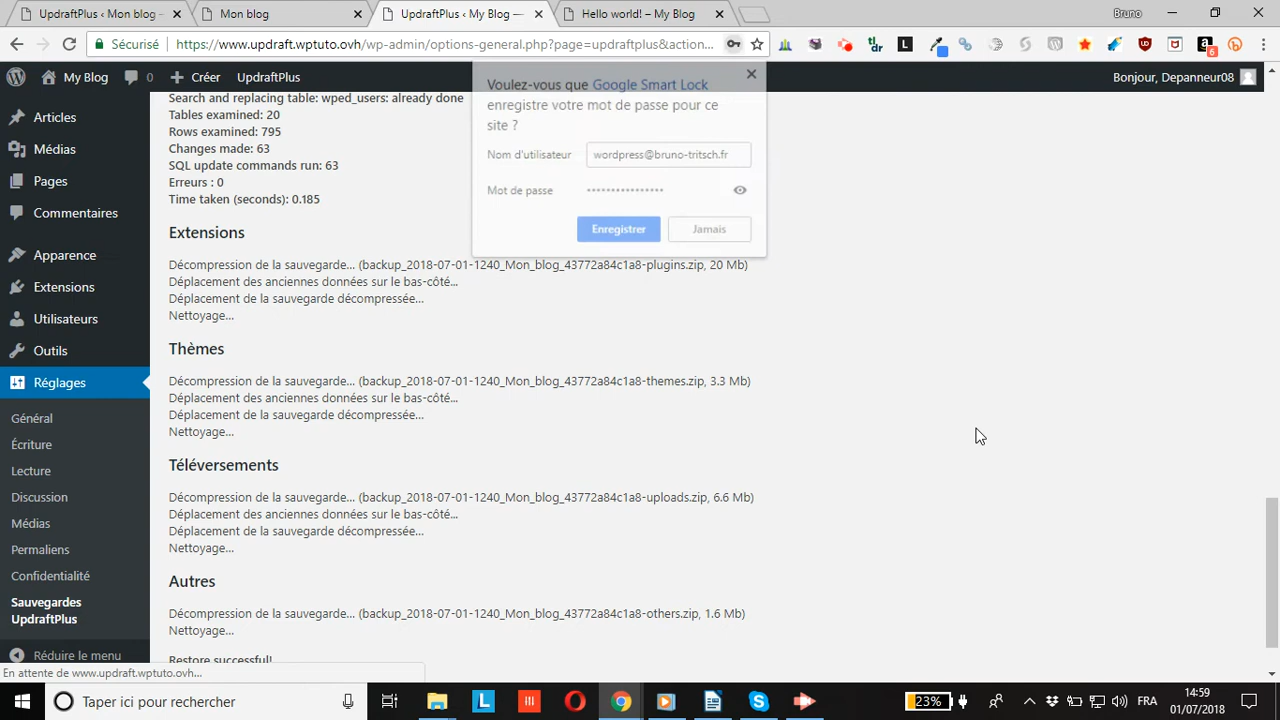 UpdraftPlus ‹ Mon blog –
Mon blog
UpdraftPlus ‹ My Blog —
Hello world! – My Blog
Bruno
Sécurisé
https://www.updraft.wptuto.ovh/wp-admin/options-general.php?page=updraftplus&action...
tl;dr
L
a
6
My Blog
0
Créer
UpdraftPlus
Bonjour, Depanneur08
Voulez-vous que Google Smart Lock
enregistre votre mot de passe pour ce
site ?
Nom d'utilisateur
wordpress@bruno-tritsch.fr
Mot de passe
••••••••••••••••
Enregistrer
Jamais
Articles
Médias
Pages
Commentaires
Apparence
Extensions
Utilisateurs
Outils
Réglages
Général
Écriture
Lecture
Discussion
Médias
Permaliens
Confidentialité
Sauvegardes
UpdraftPlus
Réduire le menu
Search and replacing table: wped_users: already done
Tables examined: 20
Rows examined: 795
Changes made: 63
SQL update commands run: 63
Erreurs : 0
Time taken (seconds): 0.185
Extensions
Décompression de la sauvegarde... (backup_2018-07-01-1240_Mon_blog_43772a84c1a8-plugins.zip, 20 Mb)
Déplacement des anciennes données sur le bas-côté...
Déplacement de la sauvegarde décompressée...
Nettoyage...
Thèmes
Décompression de la sauvegarde... (backup_2018-07-01-1240_Mon_blog_43772a84c1a8-themes.zip, 3.3 Mb)
Déplacement des anciennes données sur le bas-côté...
Déplacement de la sauvegarde décompressée...
Nettoyage...
Téléversements
Décompression de la sauvegarde... (backup_2018-07-01-1240_Mon_blog_43772a84c1a8-uploads.zip, 6.6 Mb)
Déplacement des anciennes données sur le bas-côté...
Déplacement de la sauvegarde décompressée...
Nettoyage...
Autres
Décompression de la sauvegarde... (backup_2018-07-01-1240_Mon_blog_43772a84c1a8-others.zip, 1.6 Mb)
Nettoyage...
Restore successful!
En attente de www.updraft.wptuto.ovh...
Taper ici pour rechercher
L
23%
FRA
14:59
01/07/2018